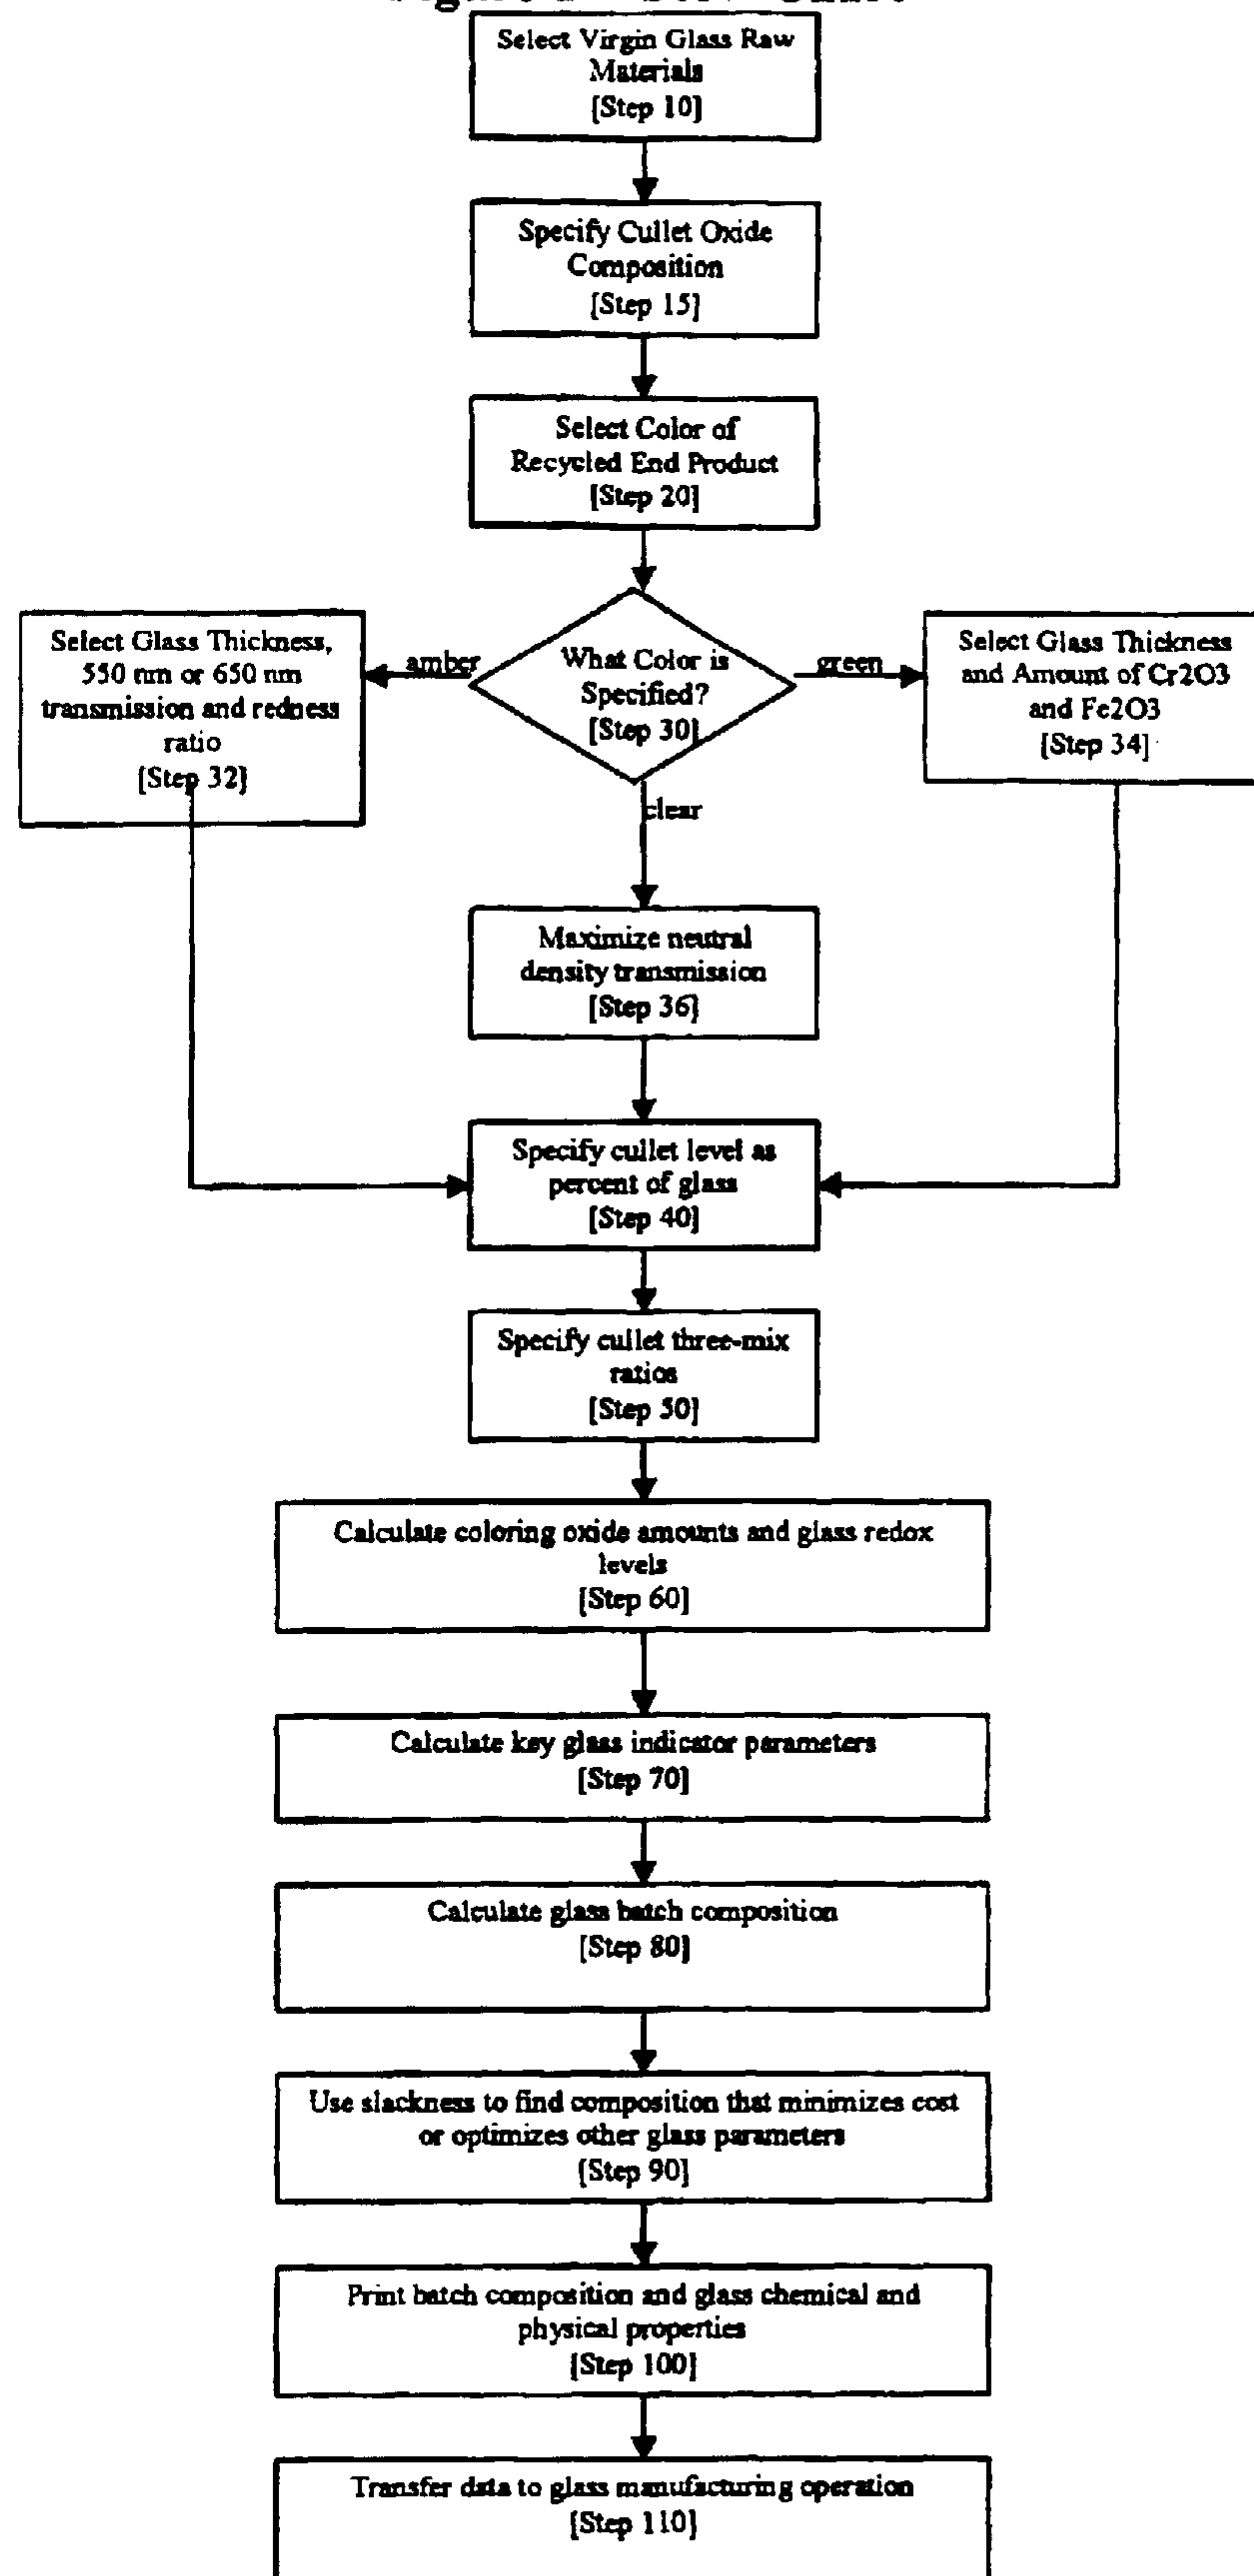 Select Virgin Glass Raw
Materials
[Step 10]
Specify Cullet Oxide
Composition
[Step 15]
Select Color of
Recycled End Product
[Step 20]
Select Glass Thickness,
550 nm or 650 nm
transmission and redness
ratio
[Step 32]
amber
What Color is
Specified?
[Step 30]
green
Select Glass Thickness
and Amount of Cr2O3
and Fe2O3
[Step 34]
clear
Maximize neutral
density transmission
[Step 36]
Specify cullet level as
percent of glass
[Step 40]
Specify cullet three-mix
ratios
[Step 50]
Calculate coloring oxide amounts and glass redox
levels
[Step 60]
Calculate key glass indicator parameters
[Step 70]
Calculate glass batch composition
[Step 80]
Use slackness to find composition that minimizes cost
or optimizes other glass parameters
[Step 90]
Print batch composition and glass chemical and
physical properties
[Step 100]
Transfer data to glass manufacturing operation
[Step 110]